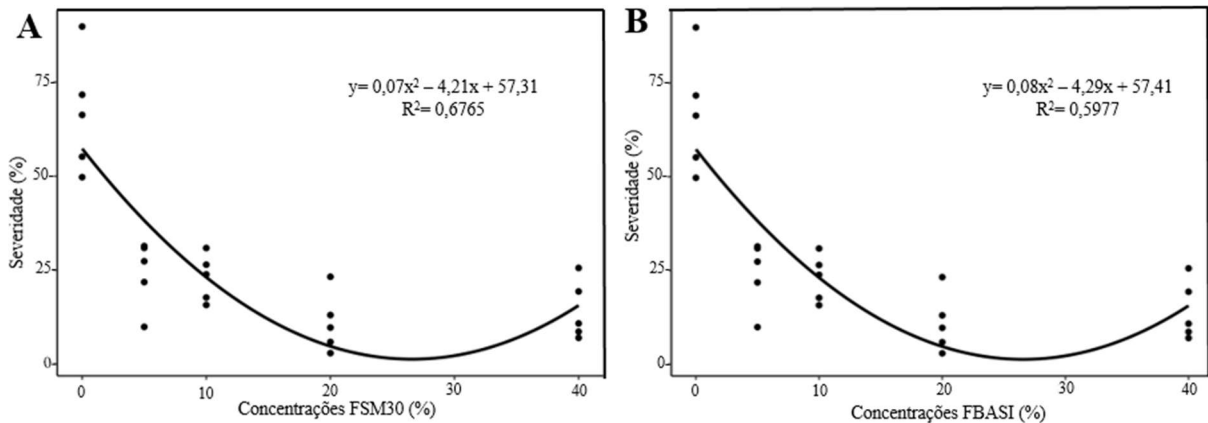 A
y= 0,07x² – 4,21x + 57,31
R²= 0,6765
Severidade (%)
75
50
25
0
0 10 20 30 40
Concentrações FSM30 (%)
B
y= 0,08x² – 4,29x + 57,41
R²= 0,5977
Severidade (%)
75
50
25
0
0 10 20 30 40
Concentrações FBASI (%)